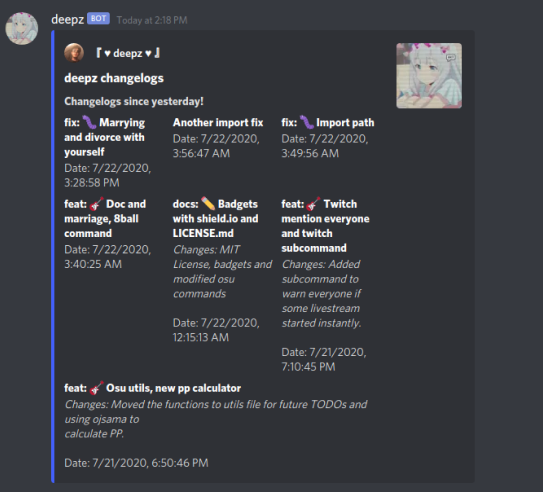 deepz BOT Today at 2:18 PM
『 ♥ deepz ♥ 』
deepz changelogs
Changelogs since yesterday!
fix: 🐛 Marrying
and divorce with
yourself
Date: 7/22/2020,
3:28:58 PM
Another import fix
Date: 7/22/2020,
3:56:47 AM
fix: 🐛 Import path
Date: 7/22/2020,
3:49:56 AM
feat: 🎸 Doc and
marriage, 8ball
command
Date: 7/22/2020,
3:40:25 AM
docs: ✏️ Badgets
with shield.io and
LICENSE.md
Changes: MIT
License, badgets and
modified osu
commands
Date: 7/22/2020,
12:15:13 AM
feat: 🎸 Twitch
mention everyone
and twitch
subcommand
Changes: Added
subcommand to
warn everyone if
some livestream
started instantly.
Date: 7/21/2020,
7:10:45 PM
feat: 🎸 Osu utils, new pp calculator
Changes: Moved the functions to utils file for future TODOs and
using ojsama to
calculate PP.
Date: 7/21/2020, 6:50:46 PM